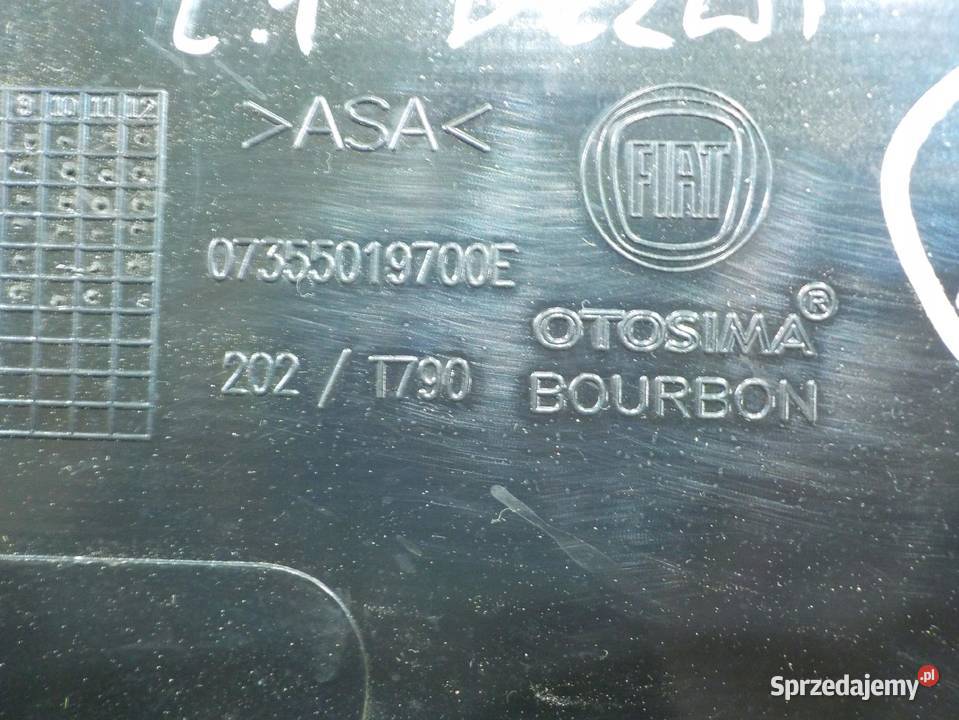 9 10 11 12
>ASA<
FIAT
07355019700E
OTOSIMA®
202 / T790
BOURBON
Sprzedajemy.pl